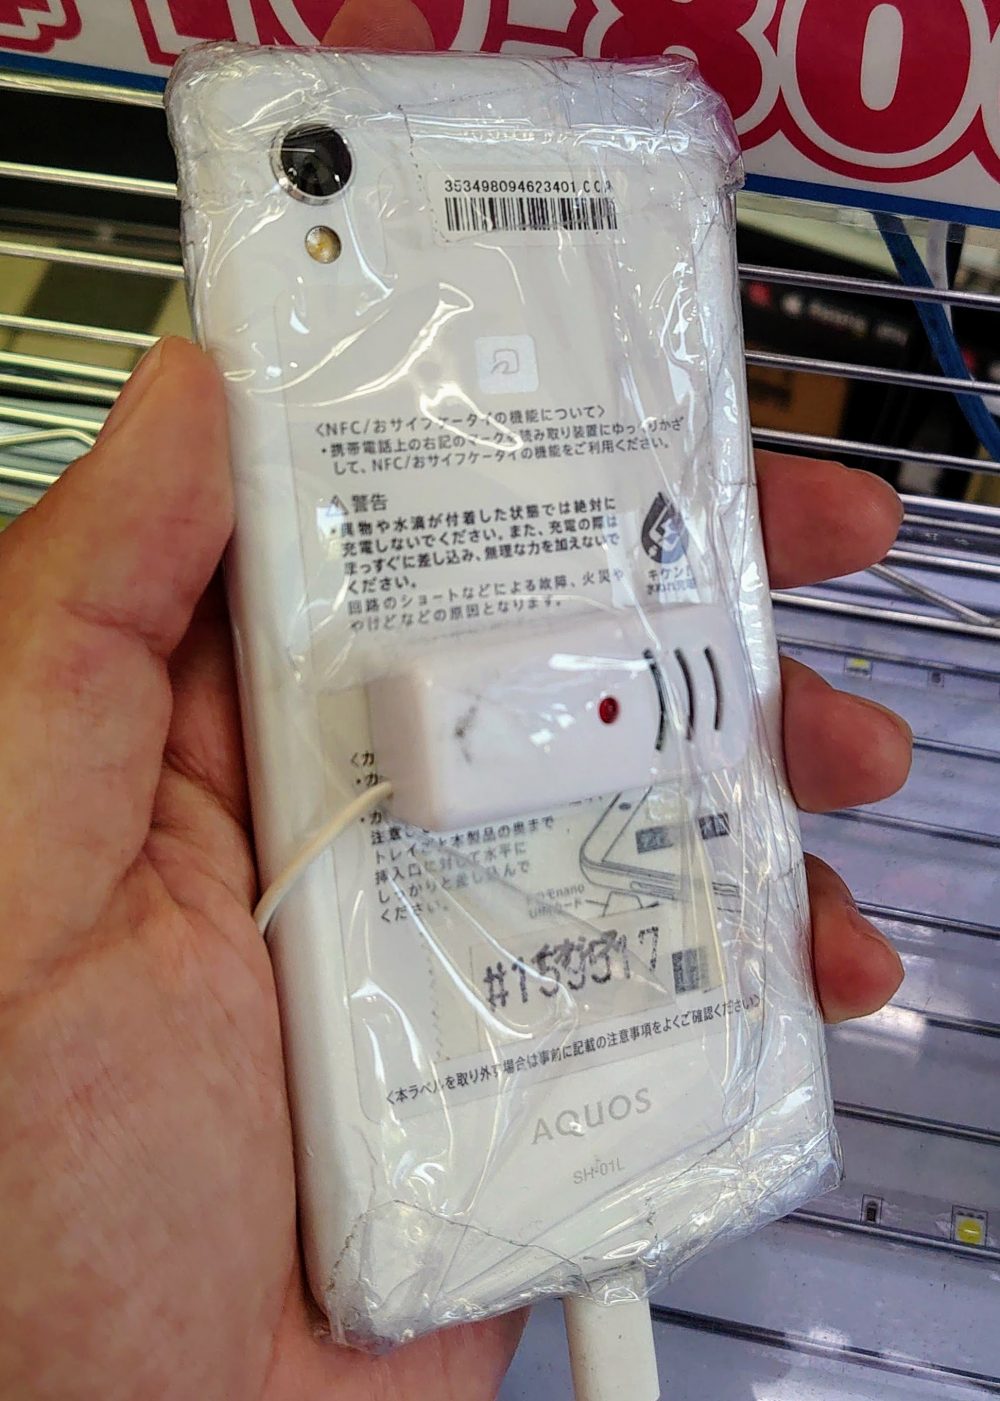 353498094623401
<NFC/おサイフケータイの機能について>
・携帯電話上の右記のマークを読み取り装置にゆっくりかざ
して、NFC/おサイフケータイの機能をご利用ください。
⚠警告
・異物や水滴が付着した状態では絶対に
充電しないでください。また、充電の際は
まっすぐに差し込み、無理な力を加えないで
ください。
回路のショートなどによる故障、火災や
やけどなどの原因となります。
キケン!
<カ
・カ
・カ
注意し
トレイごと本製品の奥まで
挿入口に対して水平に
しっかりと差し込んで
ください。
nano
#159517
<本ラベルを取り外す場合は事前に記載の注意事項をよくご確認ください>
AQUOS
SH-01L